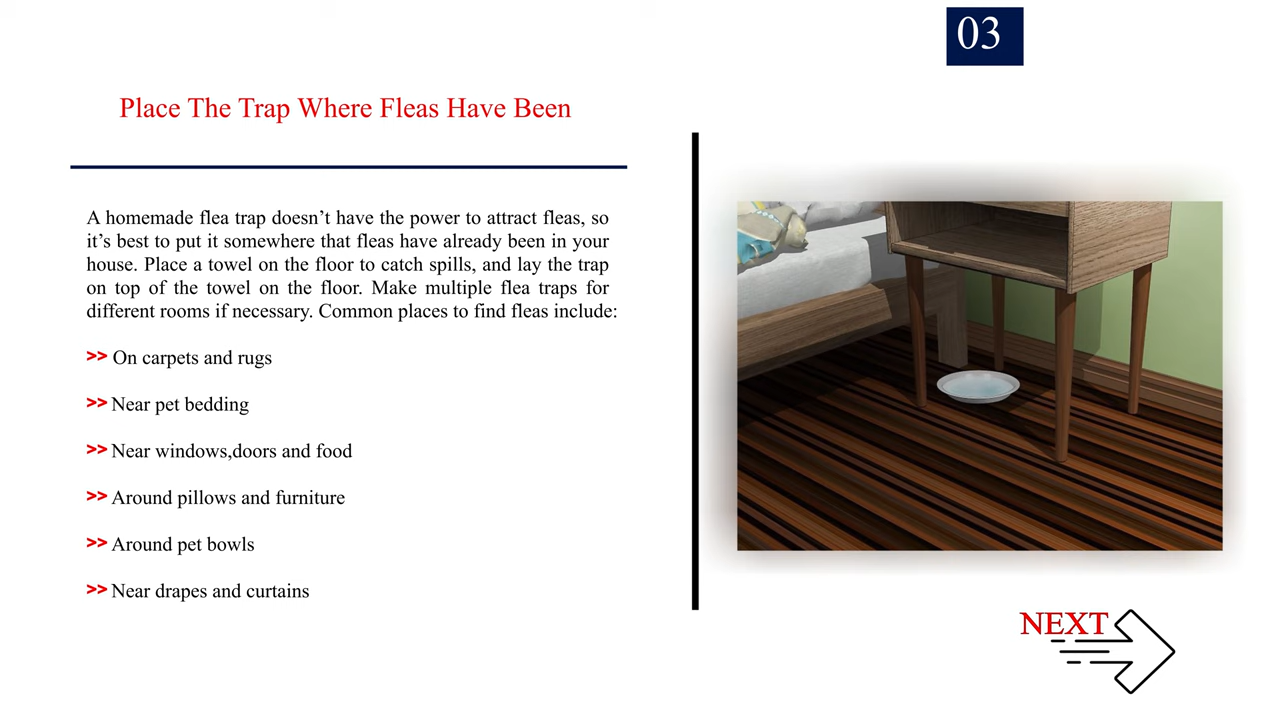 03
Place The Trap Where Fleas Have Been
A homemade flea trap doesn’t have the power to attract fleas, so
it’s best to put it somewhere that fleas have already been in your
house. Place a towel on the floor to catch spills, and lay the trap
on top of the towel on the floor. Make multiple flea traps for
different rooms if necessary. Common places to find fleas include:
>> On carpets and rugs
>> Near pet bedding
>> Near windows,doors and food
>> Around pillows and furniture
>> Around pet bowls
>> Near drapes and curtains
NEXT